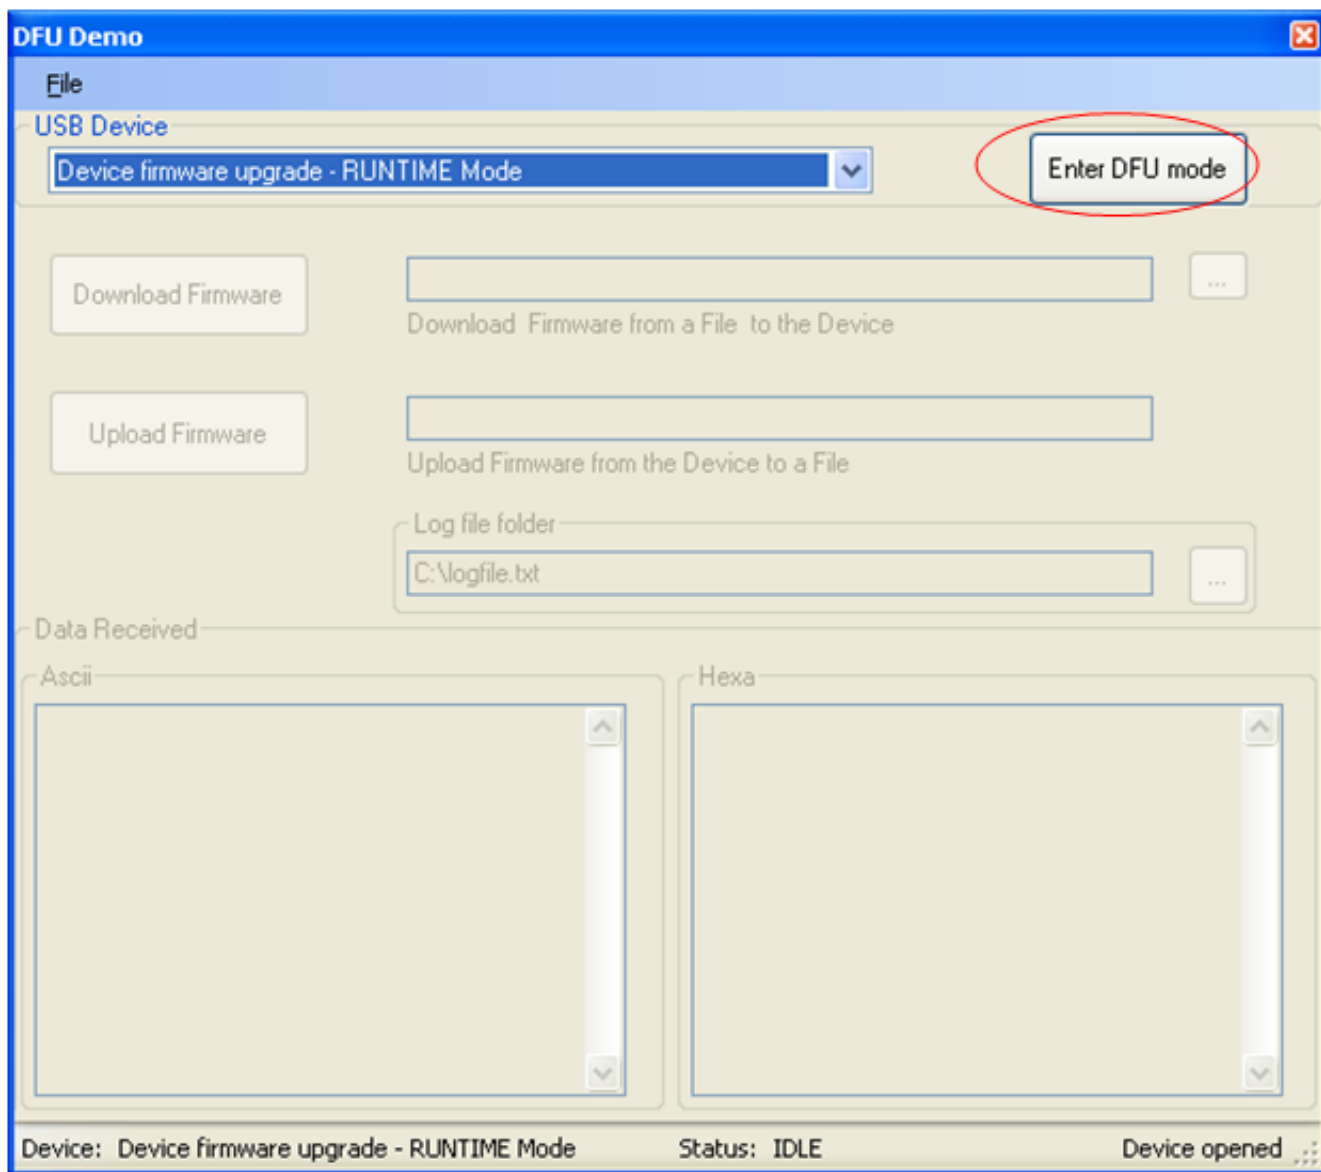 DFU Demo
File
USB Device
Device firmware upgrade - RUNTIME Mode
Enter DFU mode
Download Firmware
...
Download  Firmware from a File  to the Device
Upload Firmware
Upload Firmware from the Device to a File
Log file folder
C:\logfile.txt
...
Data Received
Ascii
Hexa
Device:  Device firmware upgrade - RUNTIME Mode
Status:  IDLE
Device opened